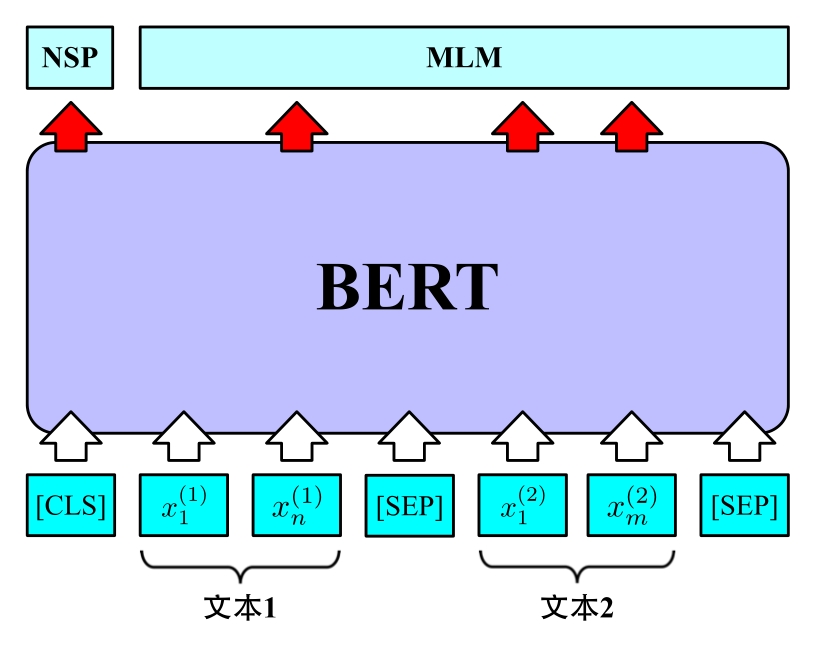 NSP MLM
BERT
[CLS] x_1^{(1)} x_n^{(1)} [SEP] x_1^{(2)} x_m^{(2)} [SEP]
文本1 文本2